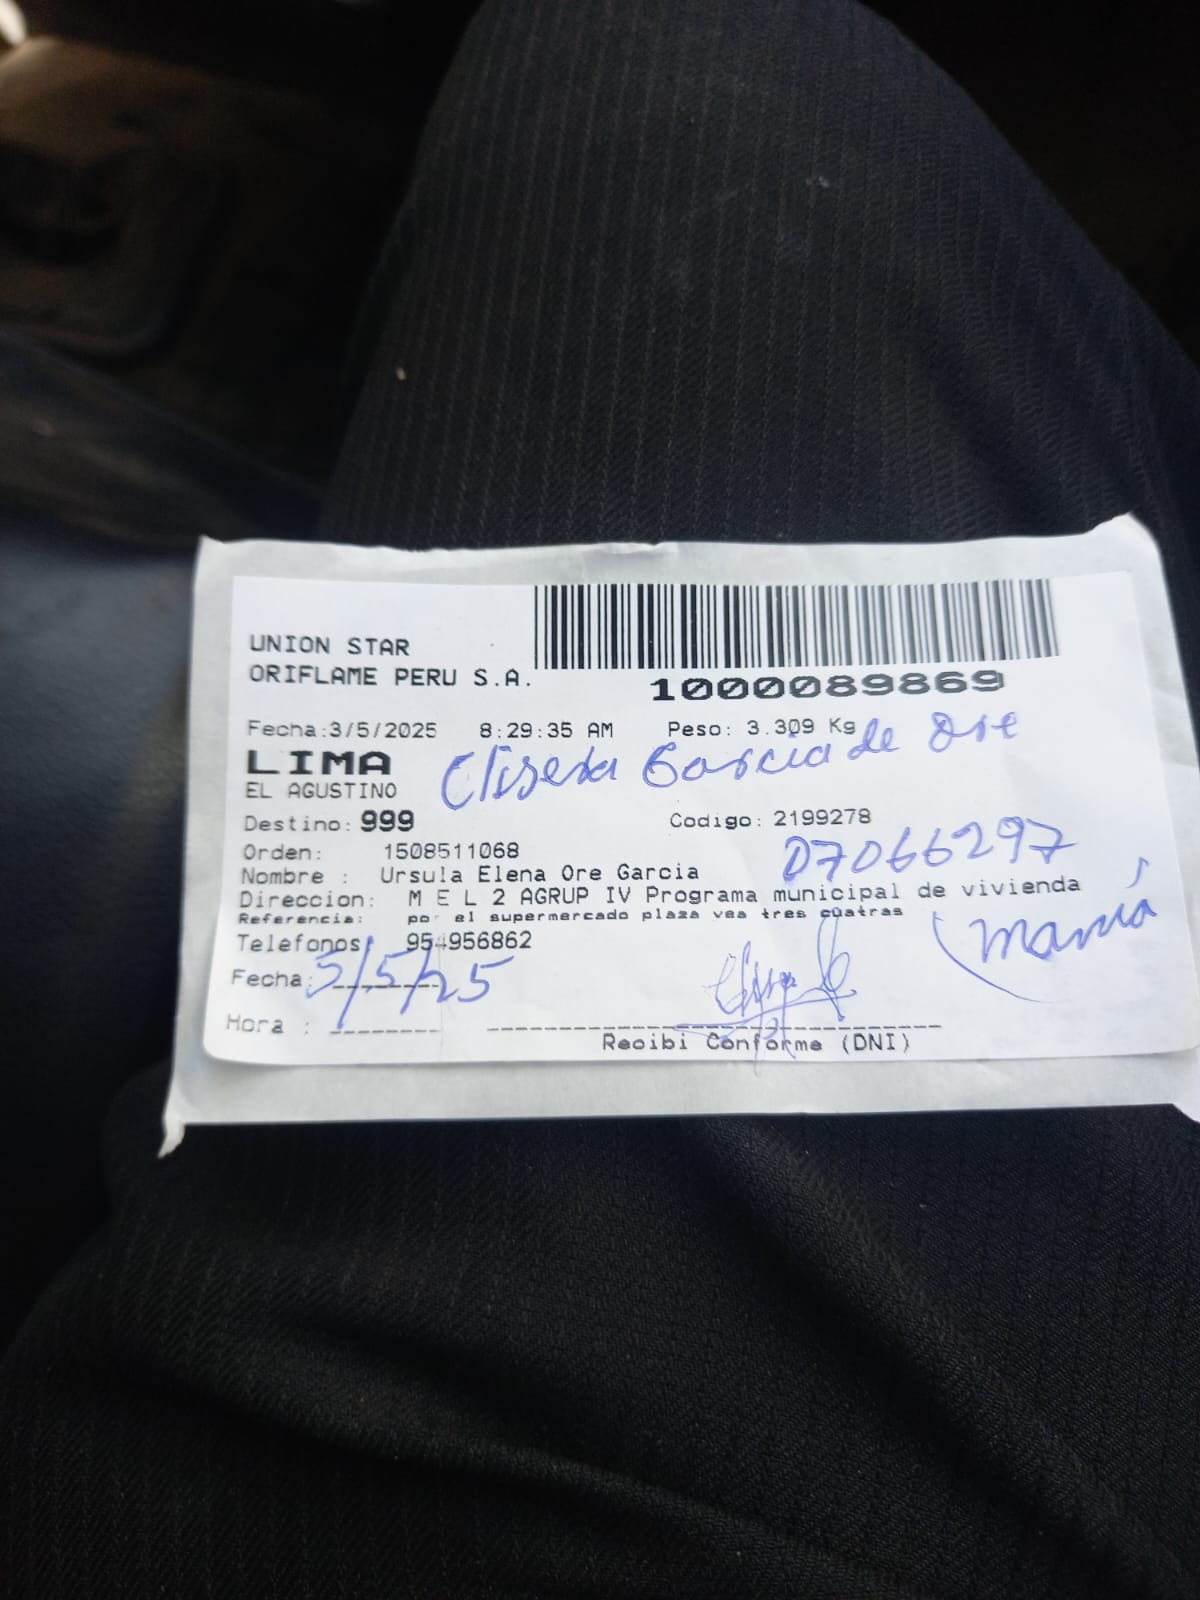 UNION STAR
ORIFLAME PERU S.A.
1000089869
Fecha:3/5/2025 8:29:35 AM Peso: 3.309 Kg
LIMA
EL AGUSTINO
Garcia de Ore
Destino: 999 Codigo: 2199278
Orden: 1508511068
07066297
Nombre : Ursula Elena Ore Garcia
Direccion: M E L 2 AGRUP IV Programa municipal de vivienda
Referencia: por el supermercado plaza vea tres cuatras
Telefonos: 954956862
(mamá
Fecha: 5/5/25
Hora :
Recibi Conforme (DNI)